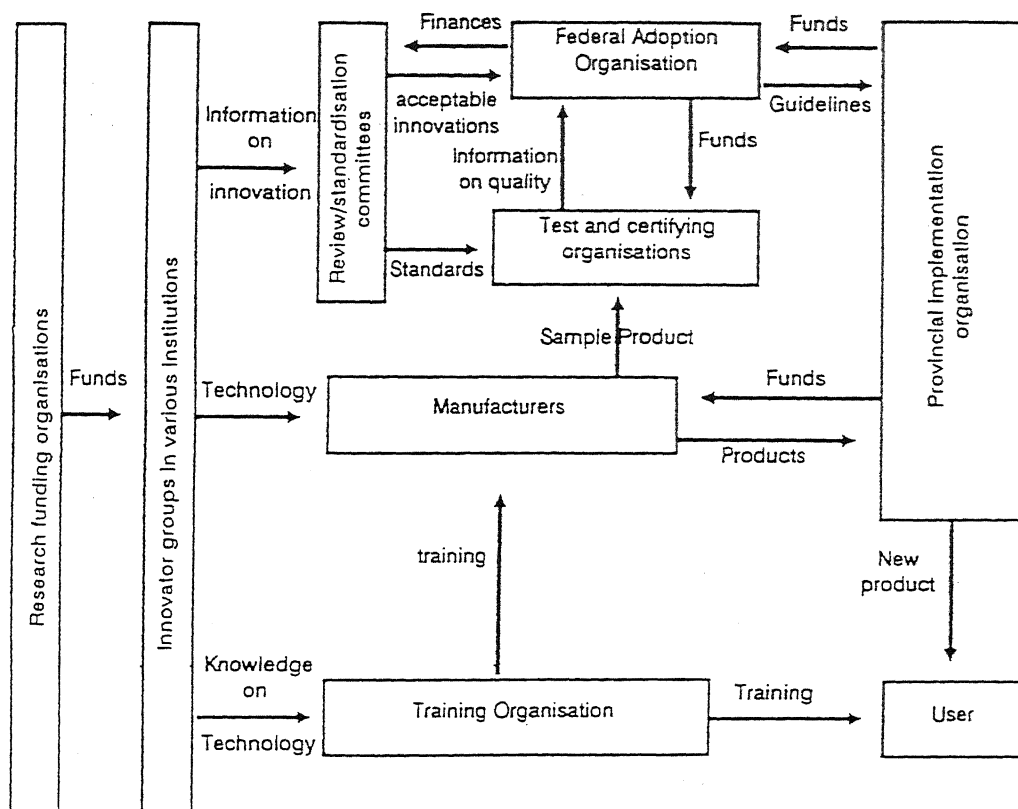 Research funding organisations
Funds
Innovator groups In various Institutions
Information
on
innovation
Technology
Knowledge
on
Technology
Review/standardisation
committees
Finances
acceptable
innovations
Standards
Federal Adoption
Organisation
Funds
Guidelines
Information
on quality
Funds
Test and certifying
organisations
Sample Product
Manufacturers
Funds
Products
Provincial Implementation
organisation
training
New
product
Training Organisation
Training
User